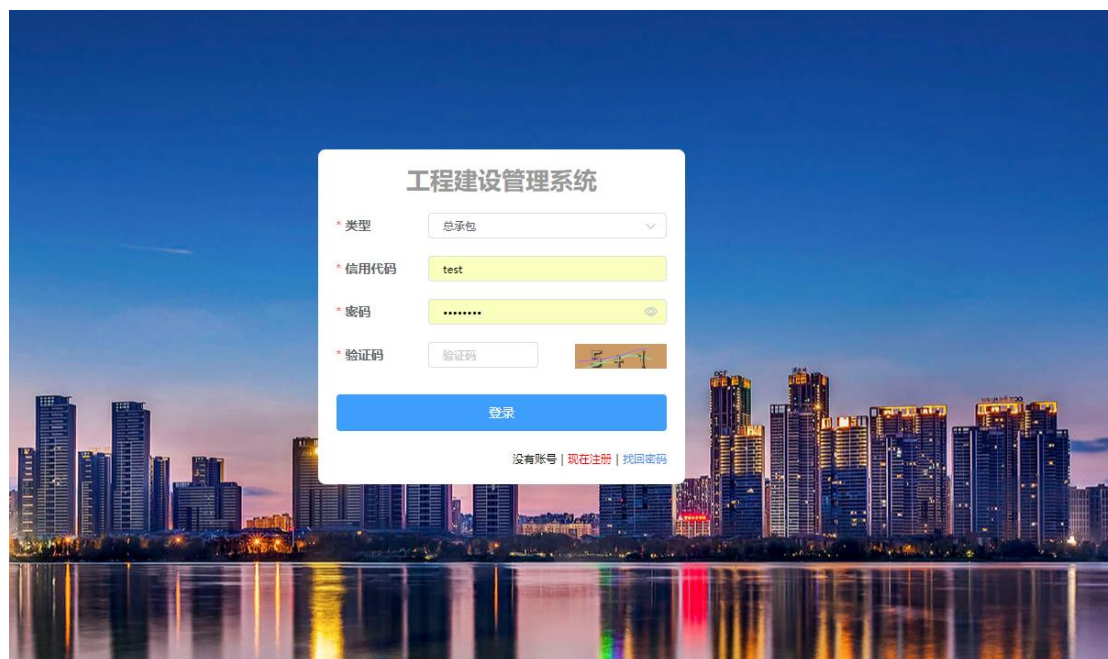 工程建设管理系统
* 类型 总承包
* 信用代码 test
* 密码 ••••••••
* 验证码 验证码 5+1
登录
没有账号 | 现在注册 | 找回密码